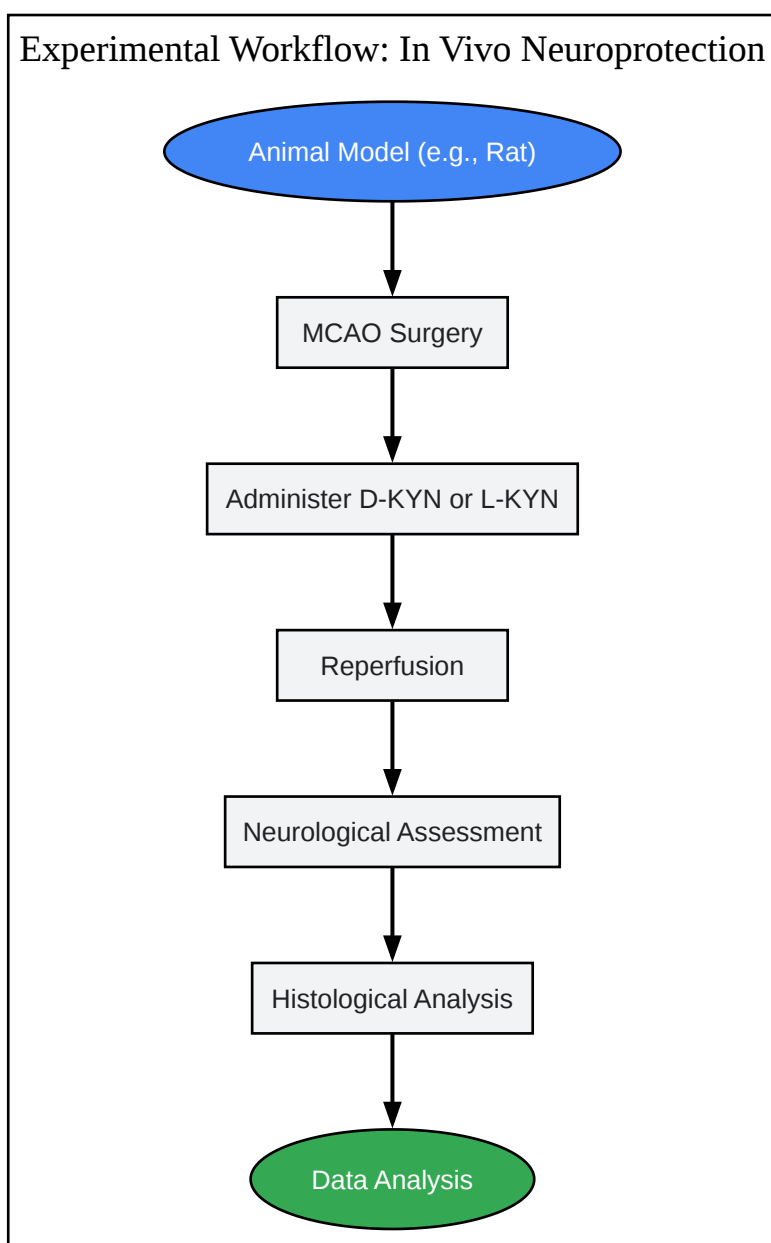 Experimental Workflow: In Vivo Neuroprotection
Animal Model (e.g., Rat)
MCAO Surgery
Administer D-KYN or L-KYN
Reperfusion
Neurological Assessment
Histological Analysis
Data Analysis